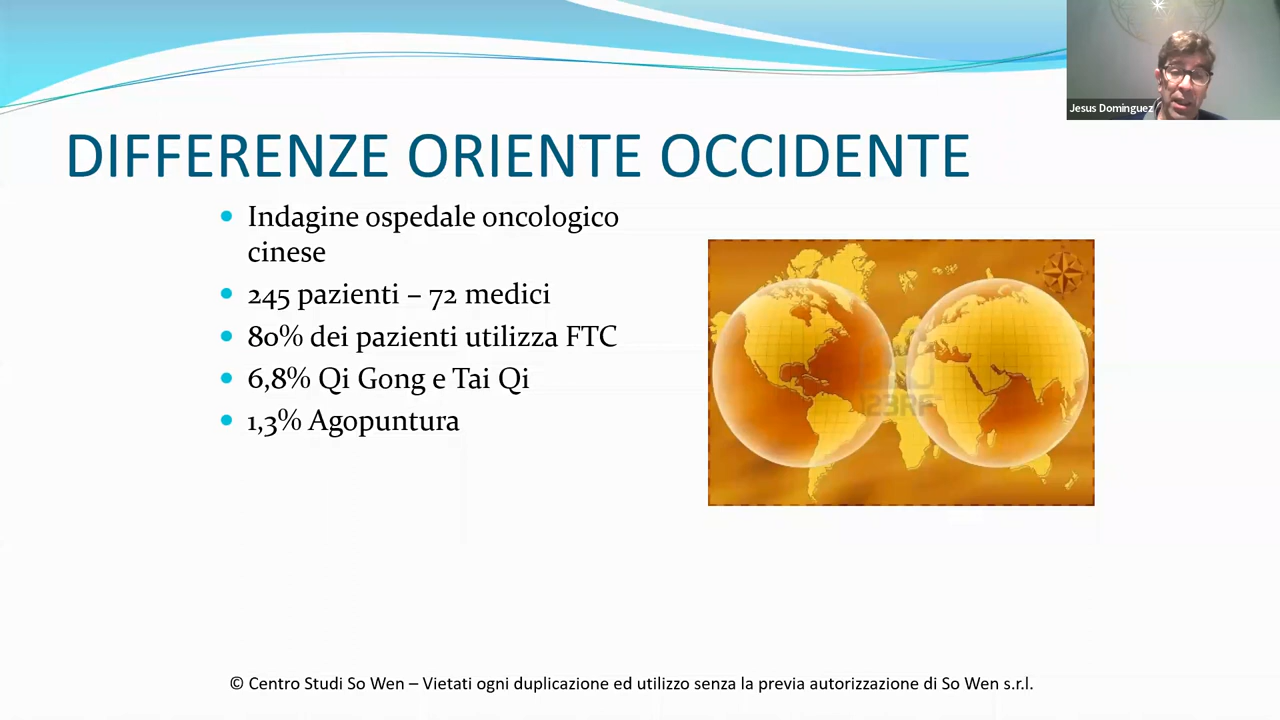 Jesus Dominguez
DIFFERENZE ORIENTE OCCIDENTE
• Indagine ospedale oncologico
cinese
• 245 pazienti – 72 medici
• 80% dei pazienti utilizza FTC
• 6,8% Qi Gong e Tai Qi
• 1,3% Agopuntura
123RF
© Centro Studi So Wen – Vietati ogni duplicazione ed utilizzo senza la previa autorizzazione di So Wen s.r.l.